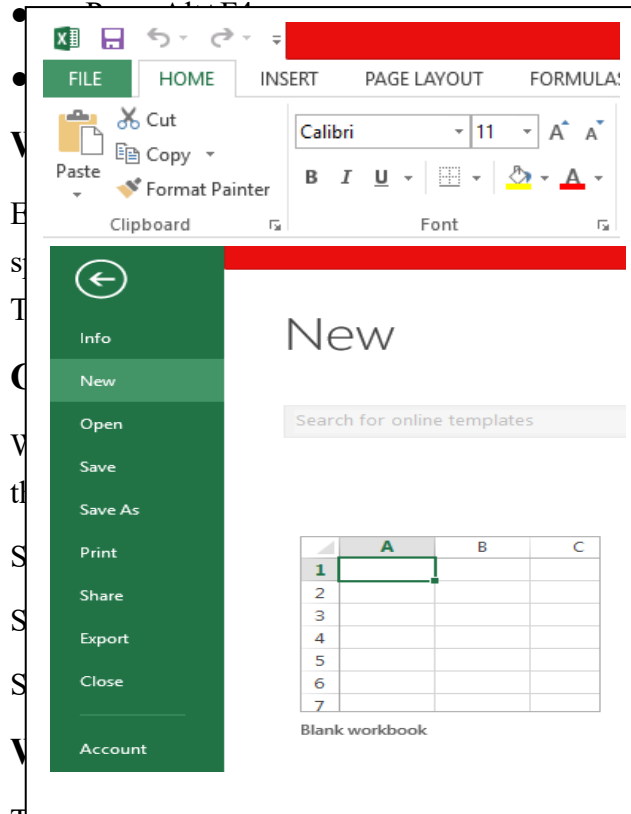 FILE HOME INSERT PAGE LAYOUT FORMULAS
Cut
Calibri 11 A A
Copy
Paste
B I U A
Format Painter
Clipboard Font
New
Info
New
Search for online templates
Open
Save
Save As
A B C
Print
1
2
Share
3
4
Export
5
6
Close
7
Blank workbook
Account